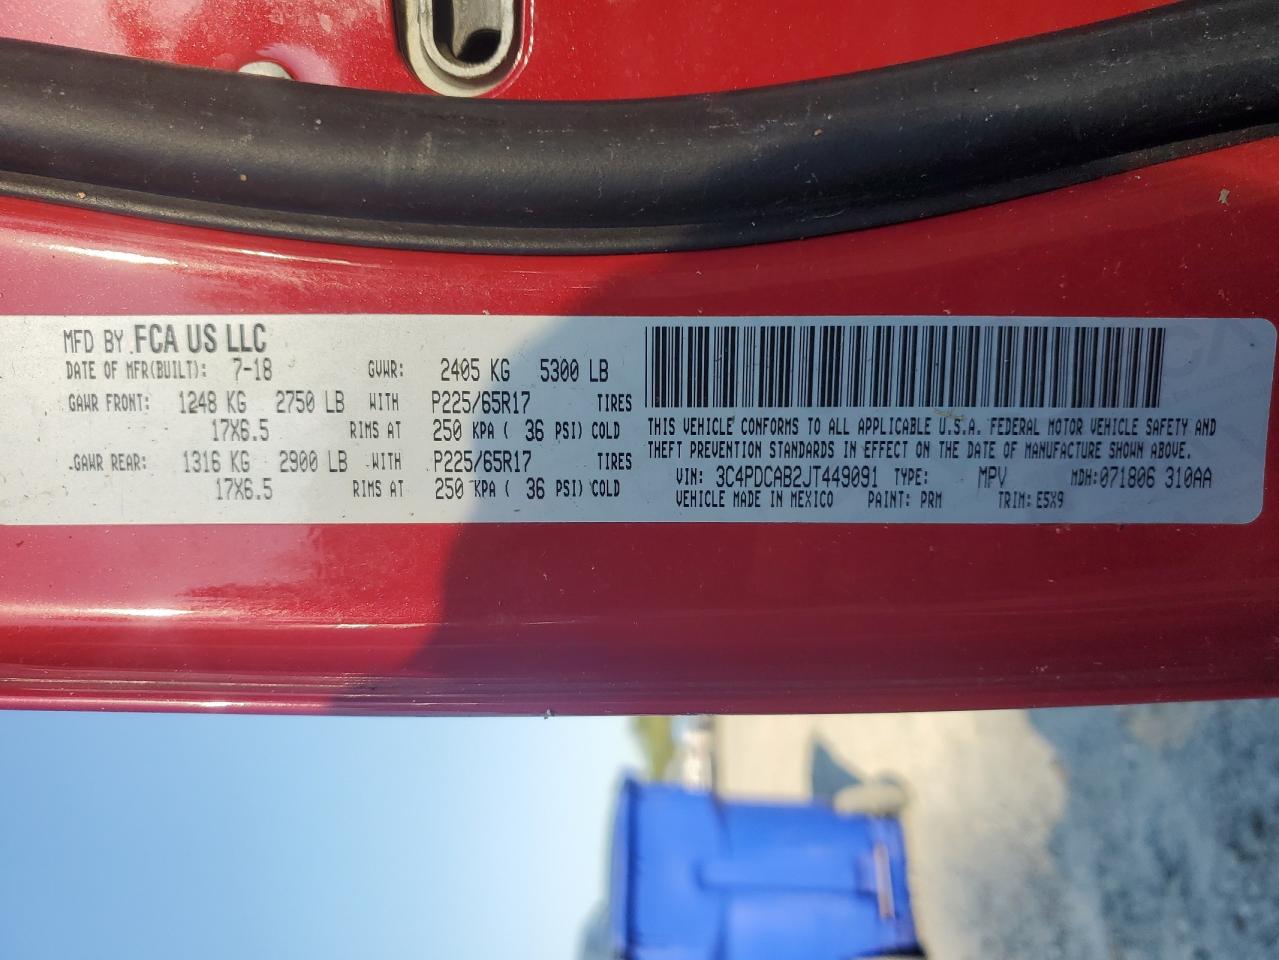 MFD BY FCA US LLC
DATE OF MFR(BUILT): 7-18 GVWR: 2405 KG 5300 LB
GAWR FRONT: 1248 KG 2750 LB WITH P225/65R17 TIRES
17X6.5 RIMS AT 250 KPA ( 36 PSI) COLD
GAWR REAR: 1316 KG 2900 LB WITH P225/65R17 TIRES
17X6.5 RIMS AT 250 KPA ( 36 PSI) COLD
THIS VEHICLE CONFORMS TO ALL APPLICABLE U.S.A. FEDERAL MOTOR VEHICLE SAFETY AND
THEFT PREVENTION STANDARDS IN EFFECT ON THE DATE OF MANUFACTURE SHOWN ABOVE.
VIN: 3C4PDCAB2JT449091 TYPE: MPV MDH:071806 310AA
VEHICLE MADE IN MEXICO PAINT: PRM TRIM: E5X9